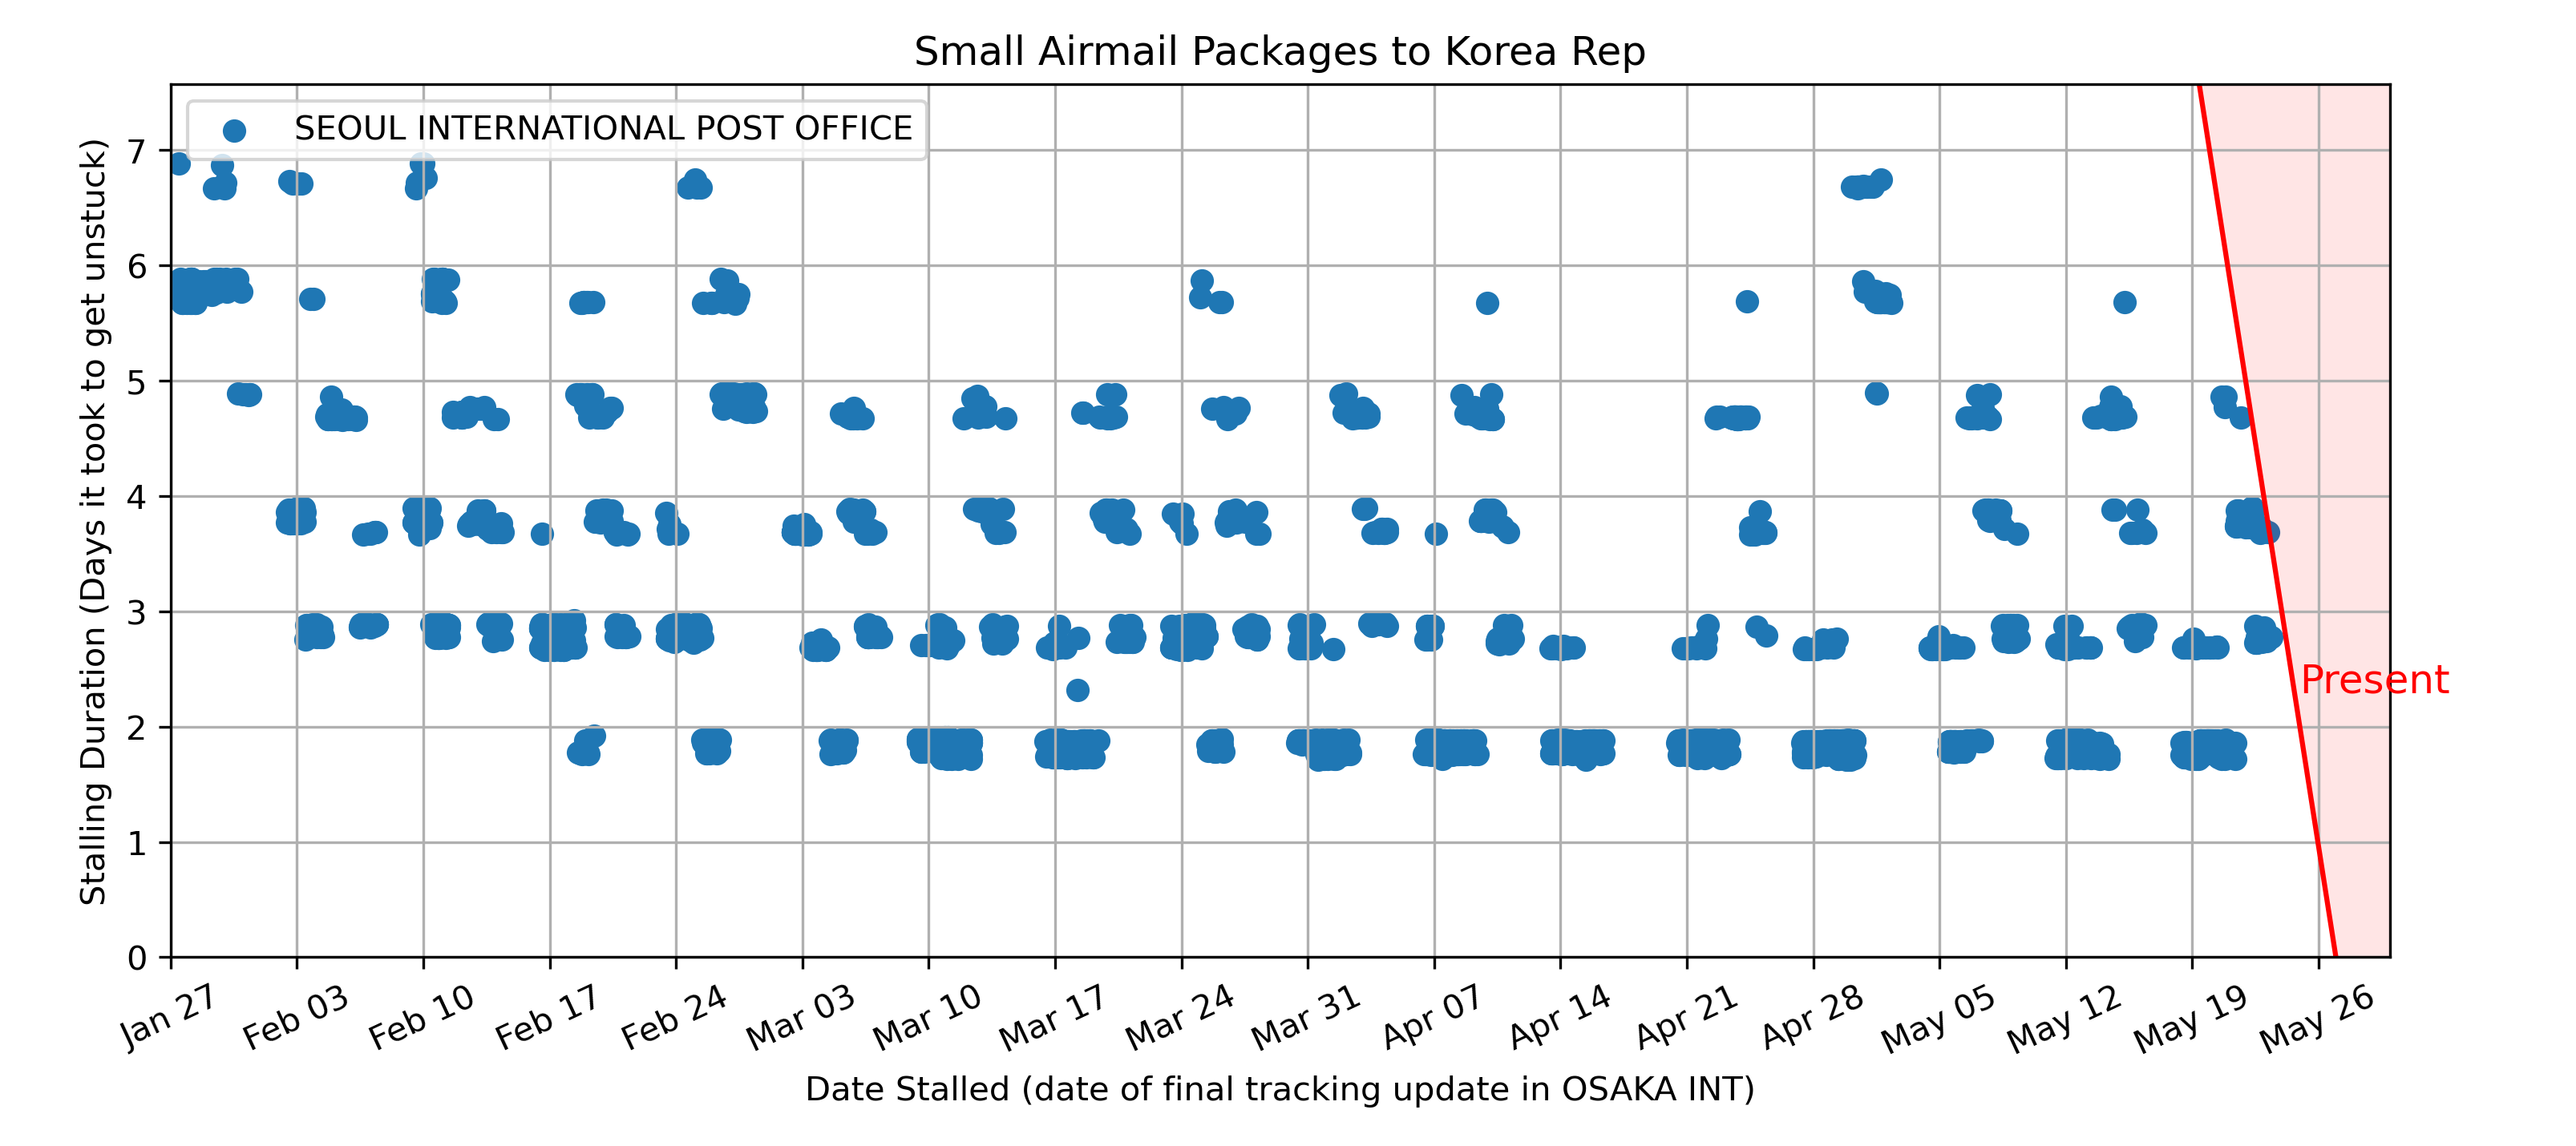 Small Airmail Packages to Korea Rep
SEOUL INTERNATIONAL POST OFFICE
Stalling Duration (Days it took to get unstuck)
7
6
5
4
3
2
1
0
Present
Jan 27
Feb 03
Feb 10
Feb 17
Feb 24
Mar 03
Mar 10
Mar 17
Mar 24
Mar 31
Apr 07
Apr 14
Apr 21
Apr 28
May 05
May 12
May 19
May 26
Date Stalled (date of final tracking update in OSAKA INT)